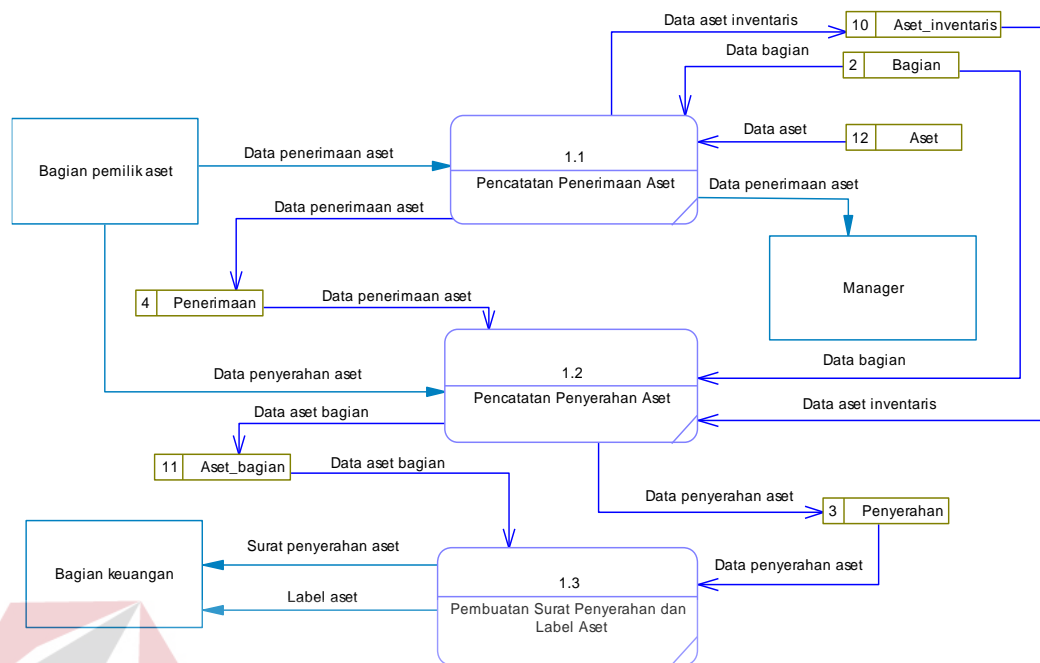 Data aset inventaris
10 Aset_inventaris
Data bagian
2 Bagian
Data aset
12 Aset
1.1
Pencatatan Penerimaan Aset
Bagian pemilik aset
Data penerimaan aset
Data penerimaan aset
Data penerimaan aset
Manager
4 Penerimaan
Data penerimaan aset
1.2
Pencatatan Penyerahan Aset
Data bagian
Data penyerahan aset
Data aset inventaris
Data aset bagian
11 Aset_bagian
Data aset bagian
Data penyerahan aset
3 Penyerahan
Bagian keuangan
Surat penyerahan aset
Label aset
1.3
Pembuatan Surat Penyerahan dan
Label Aset
Data penyerahan aset